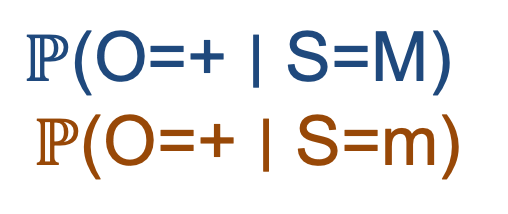 ℙ(O=+ | S=M)
ℙ(O=+ | S=m)